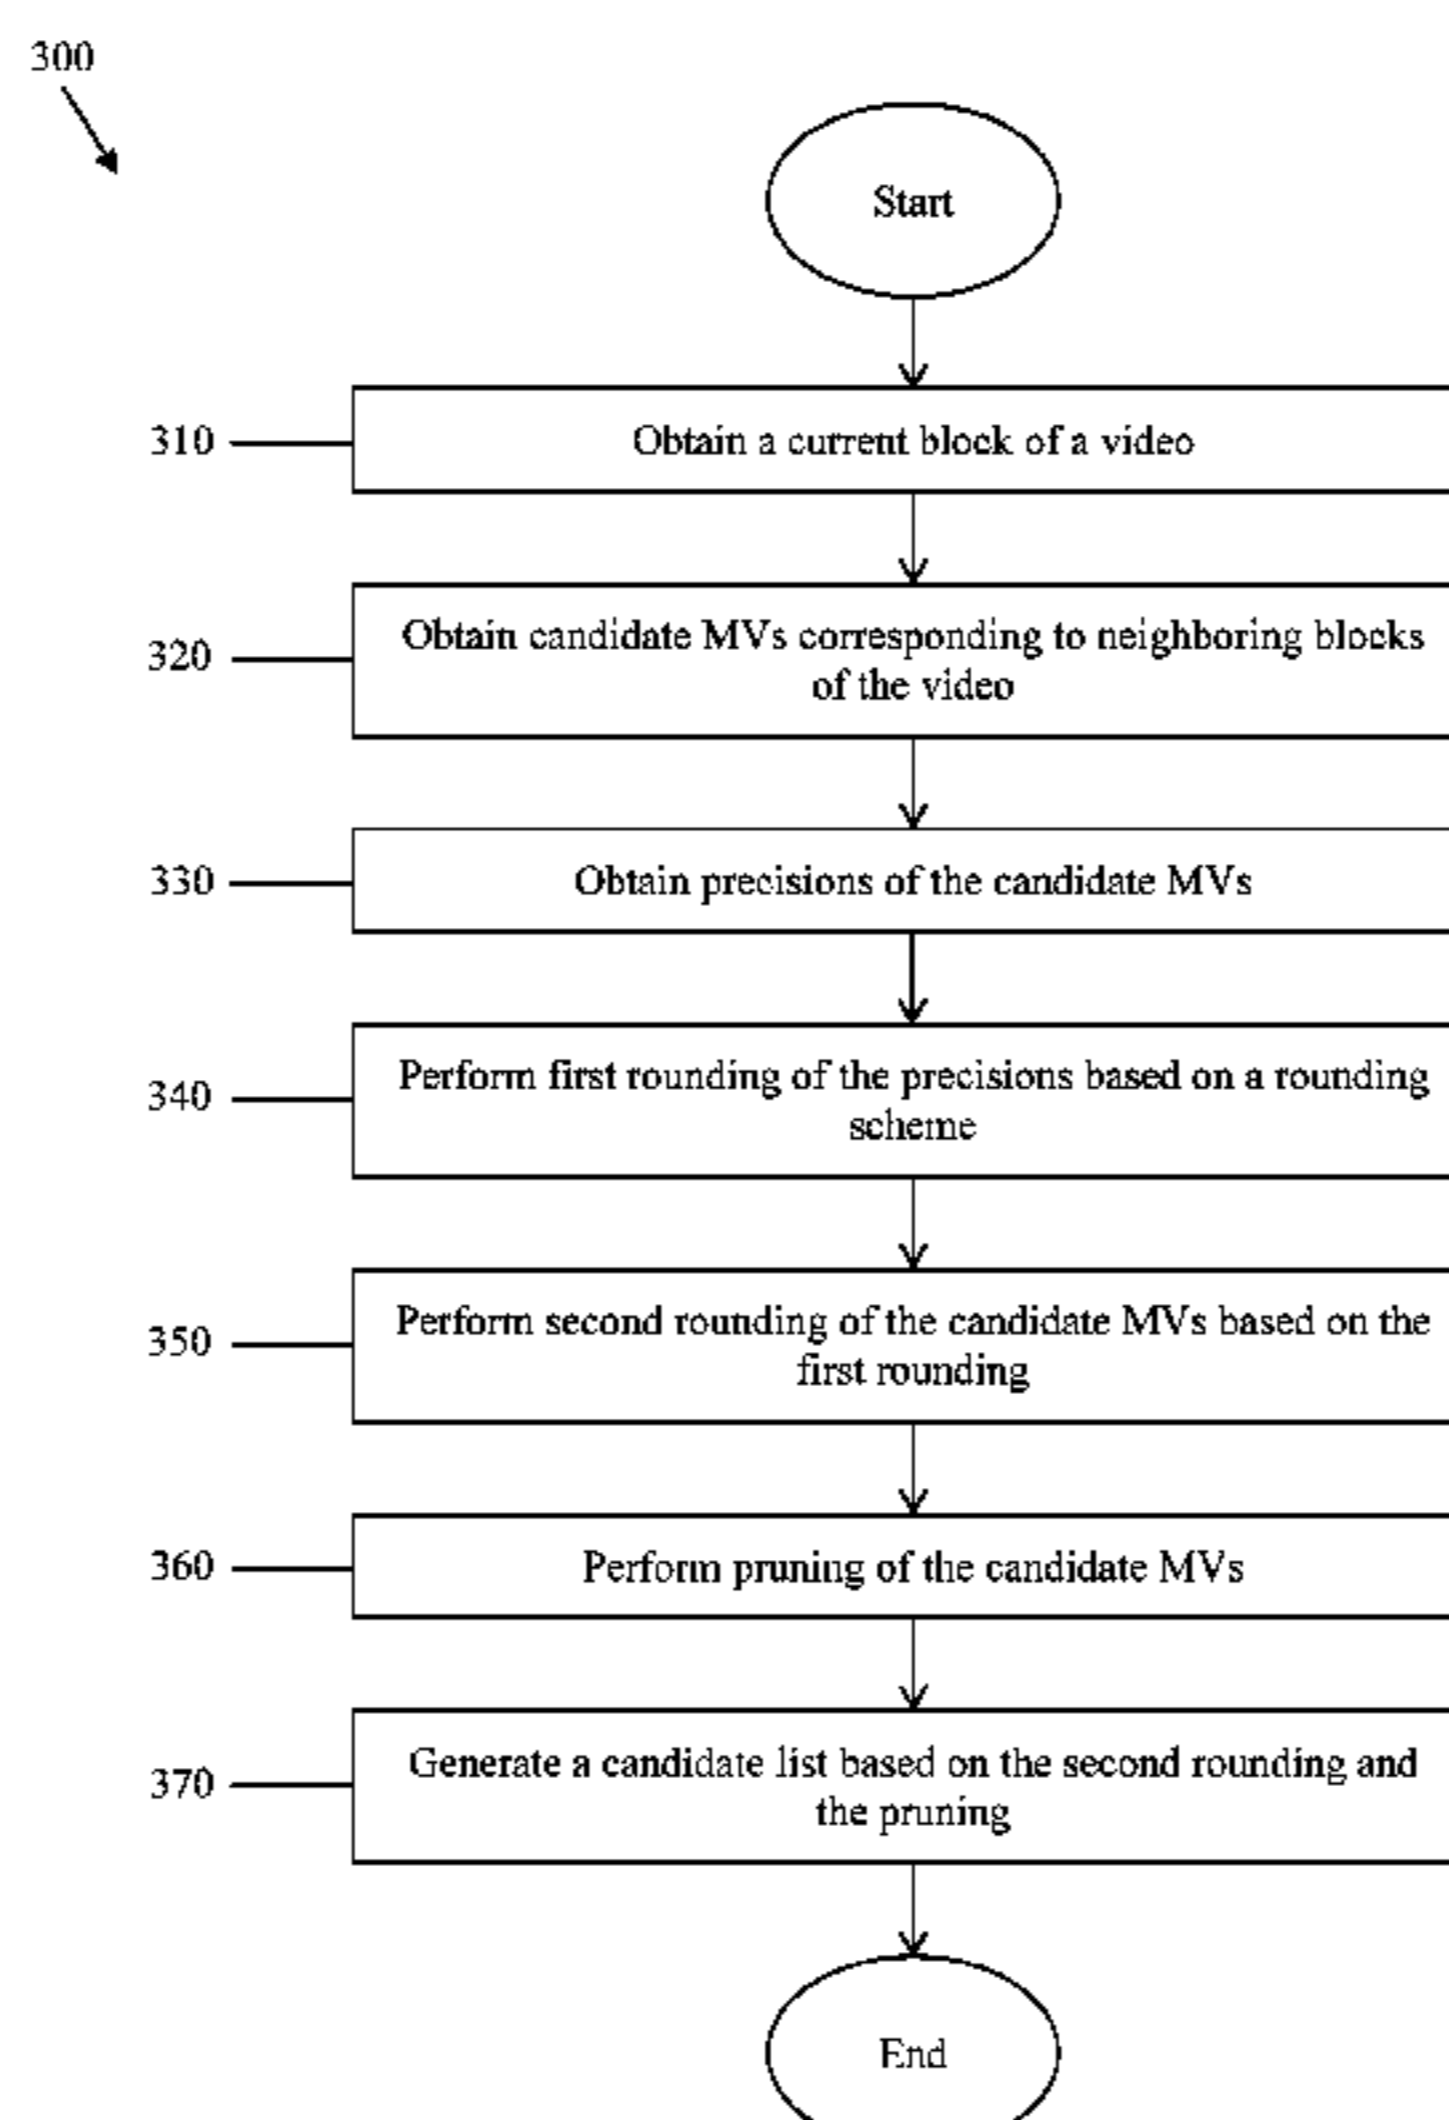 300
Start
310
Obtain a current block of a video
320
Obtain candidate MVs corresponding to neighboring blocks
of the video
330
Obtain precisions of the candidate MVs
340
Perform first rounding of the precisions based on a rounding
scheme
350
Perform second rounding of the candidate MVs based on the
first rounding
360
Perform pruning of the candidate MVs
370
Generate a candidate list based on the second rounding and
the pruning
End